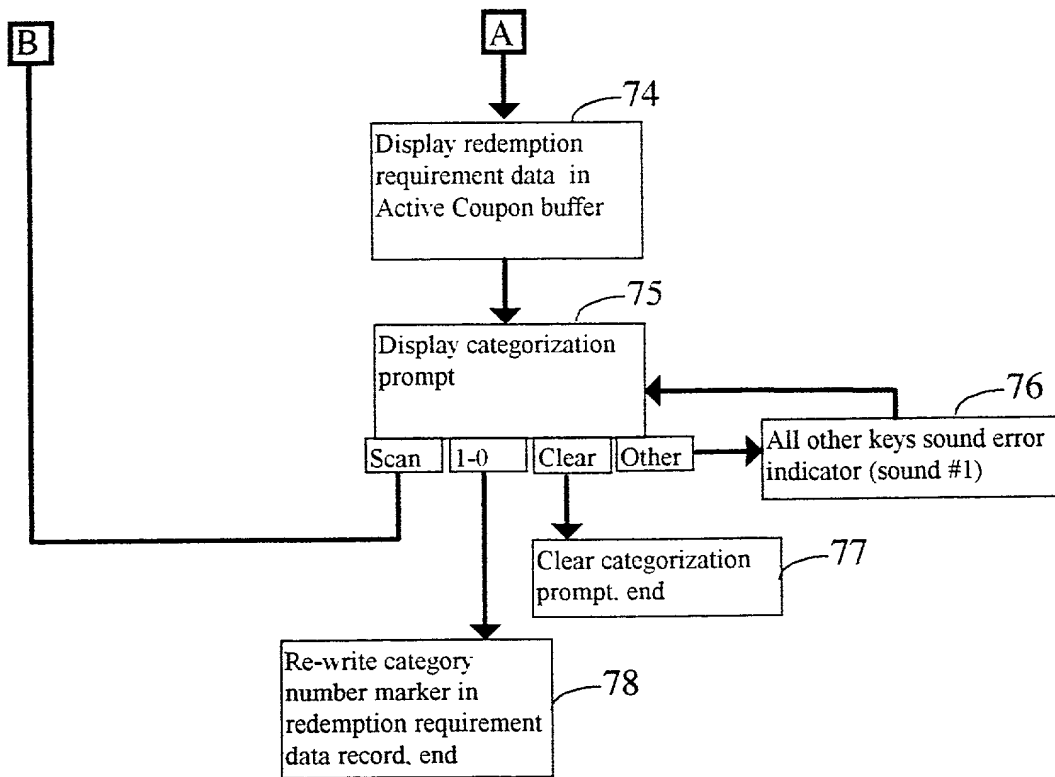 B
A
74
Display redemption
requirement data in
Active Coupon buffer
75
Display categorization
prompt
76
Scan
1-0
Clear
Other
All other keys sound error
indicator (sound #1)
Clear categorization
prompt, end
77
Re-write category
number marker in
redemption requirement
data record, end
78